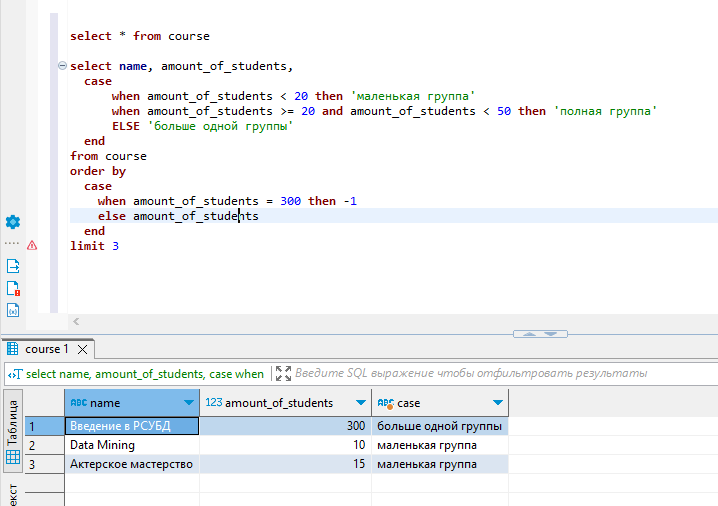 select * from course
select name, amount_of_students,
case
when amount_of_students < 20 then 'маленькая группа'
when amount_of_students >= 20 and amount_of_students < 50 then 'полная группа'
ELSE 'больше одной группы'
end
from course
order by
case
when amount_of_students = 300 then -1
else amount_of_students
end
limit 3
course 1
select name, amount_of_students, case when
Введите SQL выражение чтобы отфильтровать результаты
Таблица
ABC name 123 amount_of_students ABC case
1 Введение в РСУБД 300 больше одной группы
2 Data Mining 10 маленькая группа
3 Актерское мастерство 15 маленькая группа